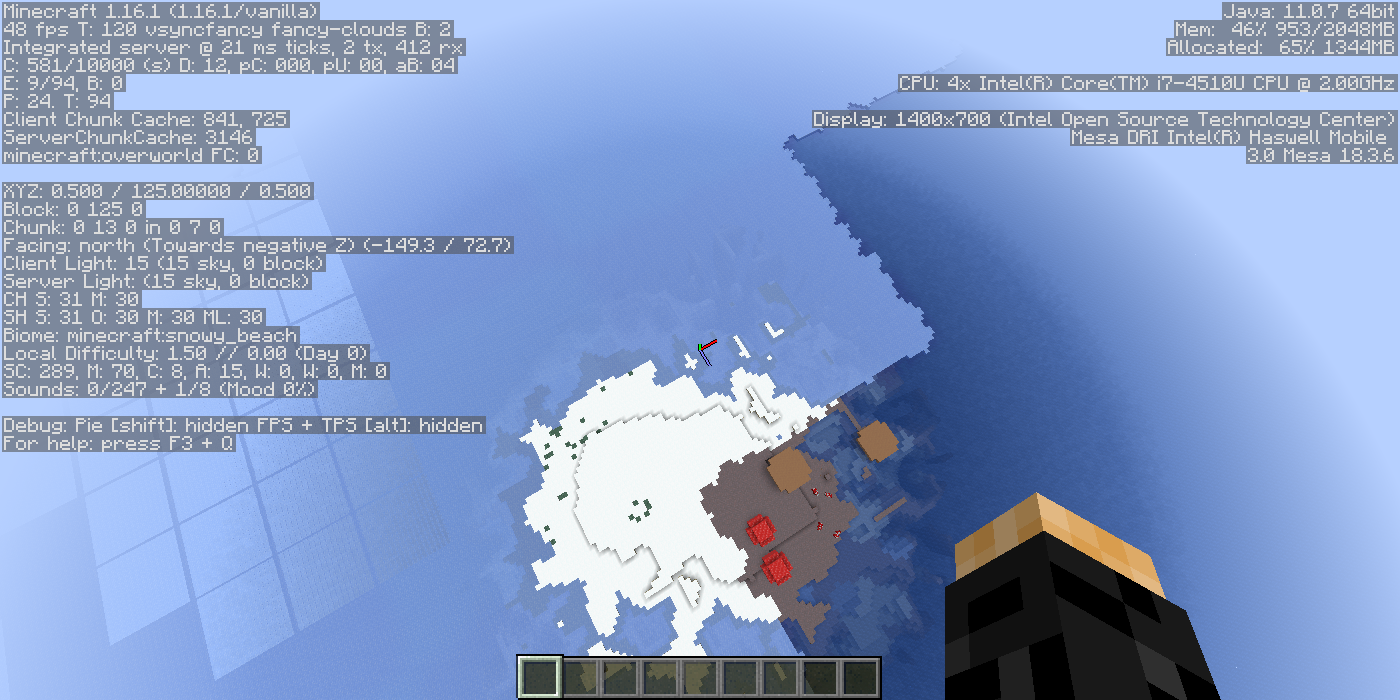 Minecraft 1.16.1 (1.16.1/vanilla)
48 fps T: 120 vsyncfancy fancy-clouds B: 2
Integrated server @ 21 ms ticks, 2 tx, 412 rx
C: 581/10000 (s) D: 12, pC: 000, pU: 00, aB: 04
E: 9/94, B: 0
P: 24. T: 94
Client Chunk Cache: 841, 725
ServerChunkCache: 3146
minecraft:overworld FC: 0
XYZ: 0.500 / 125.00000 / 0.500
Block: 0 125 0
Chunk: 0 13 0 in 0 7 0
Facing: north (Towards negative Z) (-149.3 / 72.7)
Client Light: 15 (15 sky, 0 block)
Server Light: (15 sky, 0 block)
CH S: 31 M: 30
SH S: 31 O: 30 M: 30 ML: 30
Biome: minecraft:snowy_beach
Local Difficulty: 1.50 // 0.00 (Day 0)
SC: 289, M: 70, C: 8, A: 15, W: 0, W: 0, M: 0
Sounds: 0/247 + 1/8 (Mood 0%)
Debug: Pie [shift]: hidden FPS + TPS [alt]: hidden
For help: press F3 + Q
Java: 11.0.7 64bit
Mem: 46% 953/2048MB
Allocated: 65% 1344MB
CPU: 4x Intel(R) Core(TM) i7-4510U CPU @ 2.00GHz
Display: 1400x700 (Intel Open Source Technology Center)
Mesa DRI Intel(R) Haswell Mobile
3.0 Mesa 18.3.6